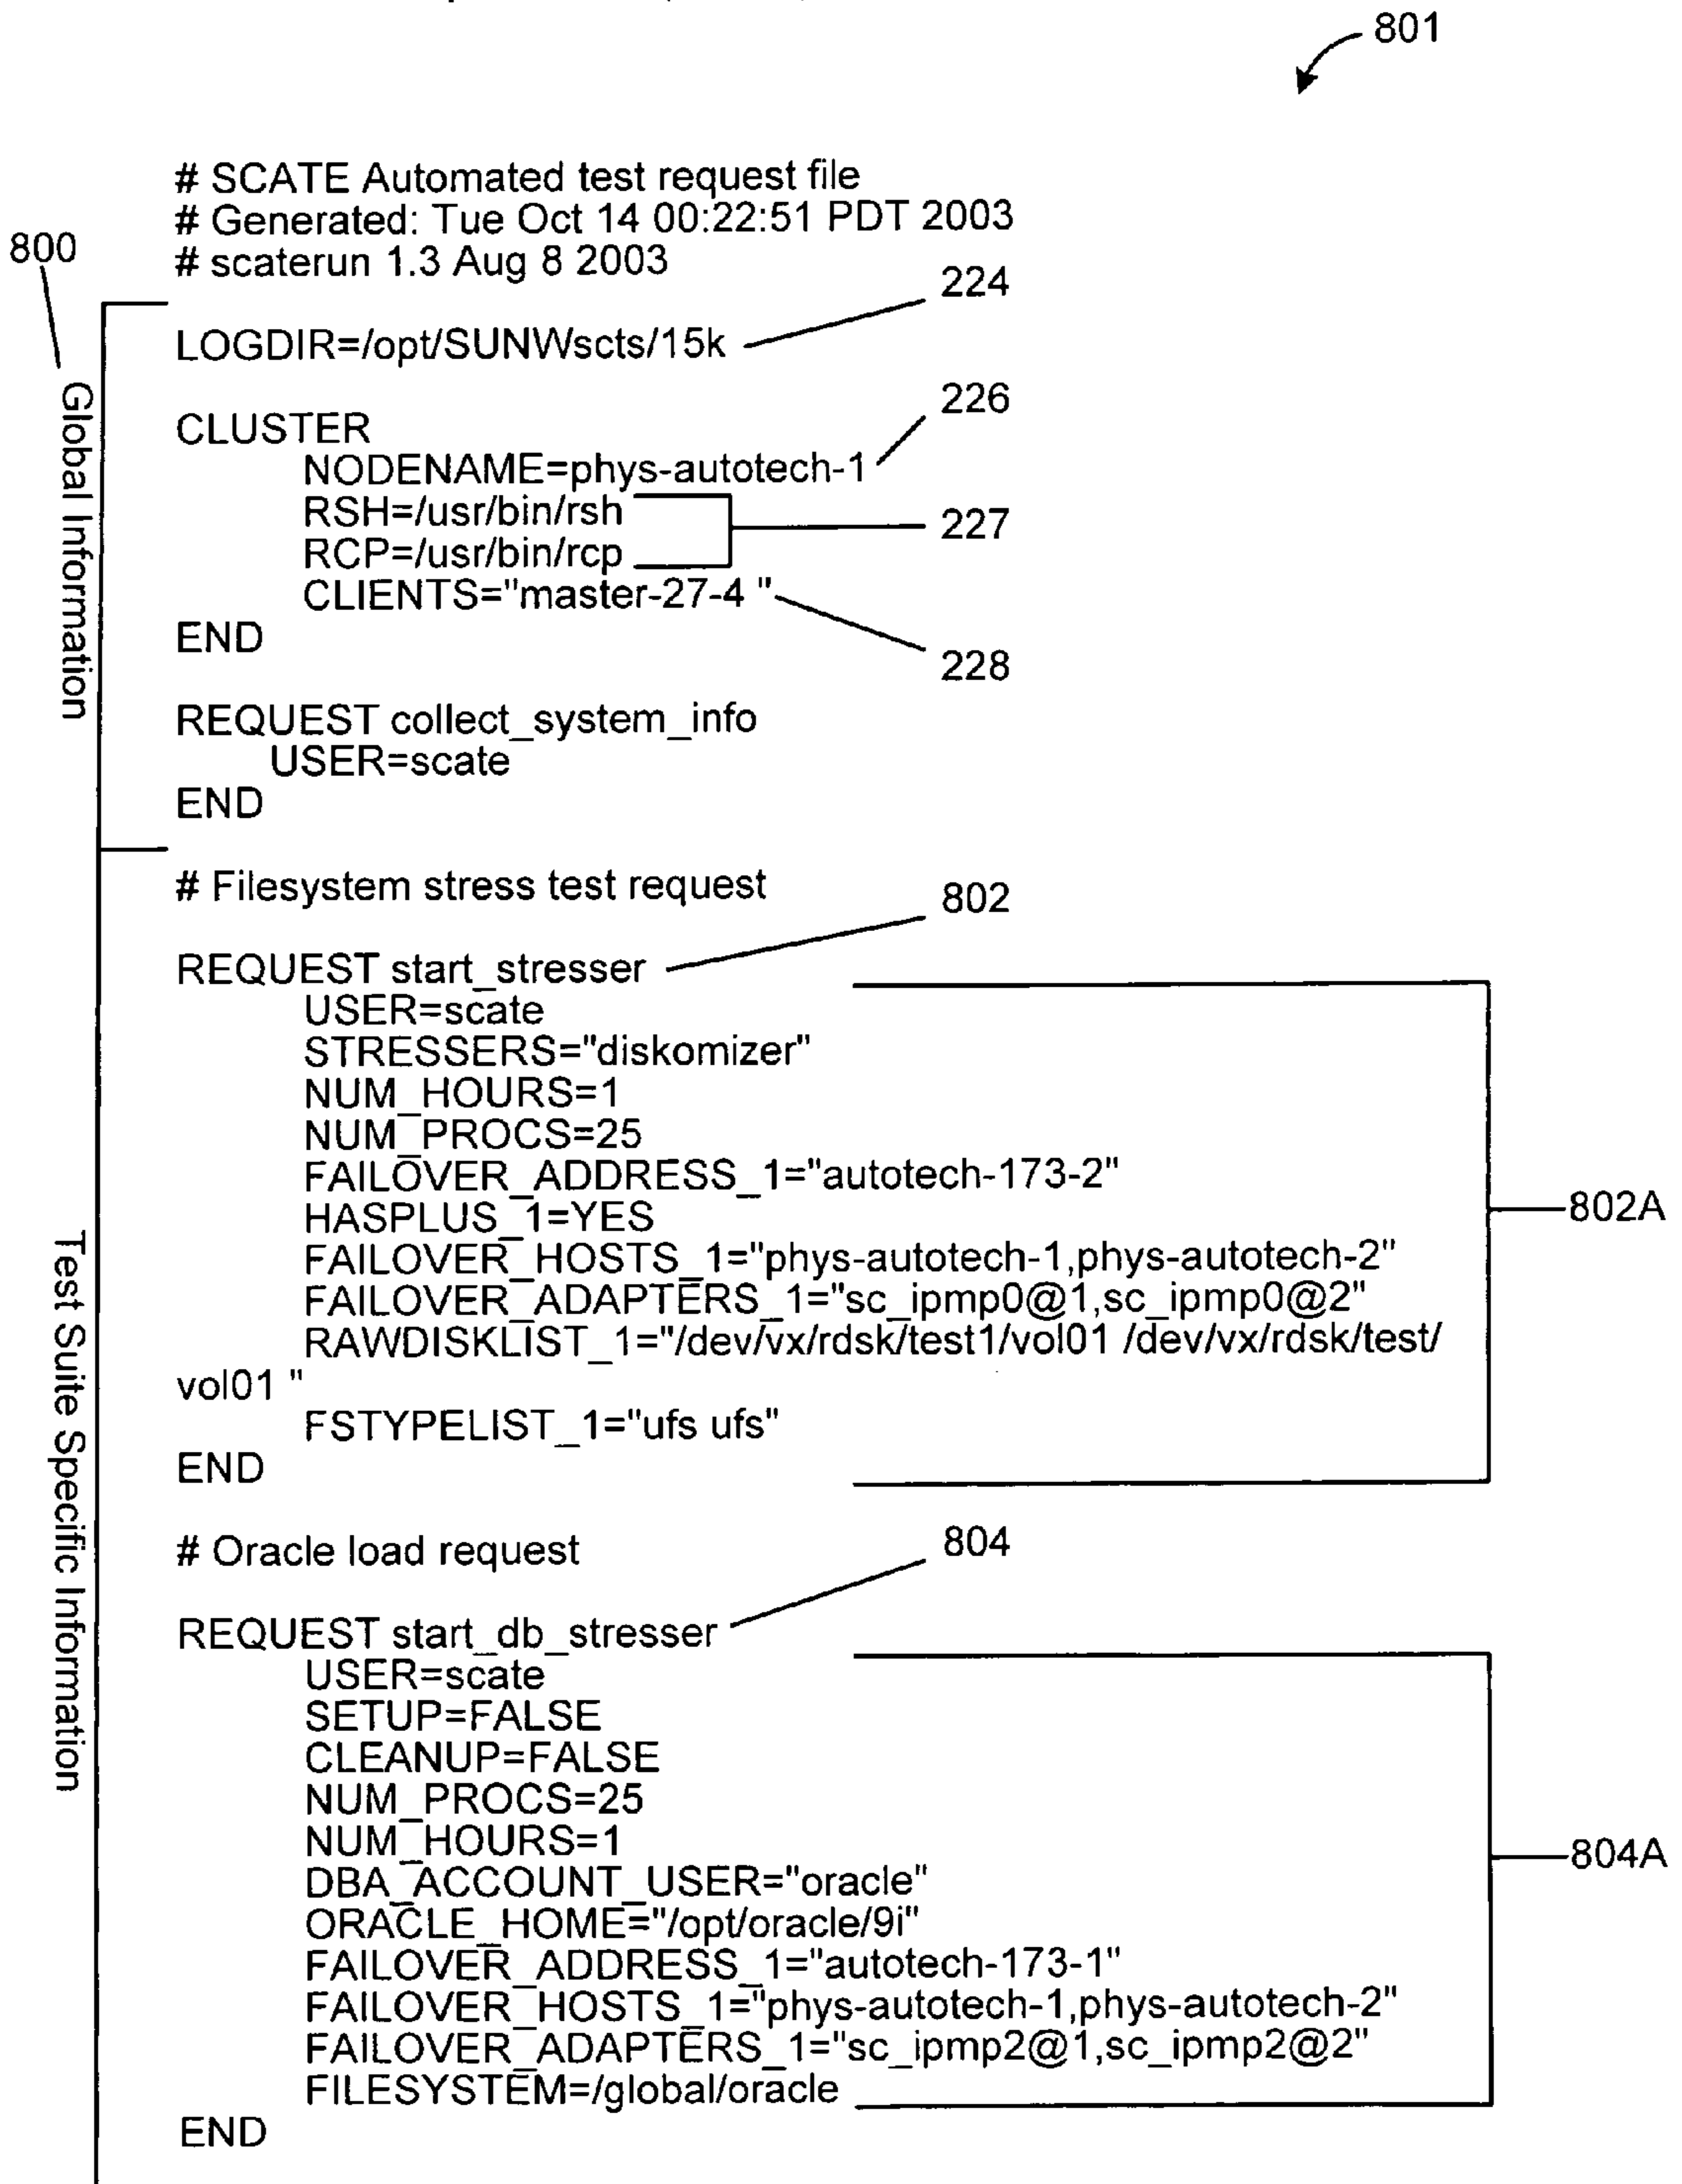 801
# SCATE Automated test request file
# Generated: Tue Oct 14 00:22:51 PDT 2003
# scaterun 1.3 Aug 8 2003
800
224
LOGDIR=/opt/SUNWscts/15k
226
CLUSTER
NODENAME=phys-autotech-1
RSH=/usr/bin/rsh
227
RCP=/usr/bin/rcp
CLIENTS="master-27-4 "
END
228
Global Information
REQUEST collect_system_info
USER=scate
END
# Filesystem stress test request
802
REQUEST start_stresser
USER=scate
STRESSERS="diskomizer"
NUM_HOURS=1
NUM_PROCS=25
FAILOVER_ADDRESS_1="autotech-173-2"
HASPLUS_1=YES
802A
FAILOVER_HOSTS_1="phys-autotech-1,phys-autotech-2"
FAILOVER_ADAPTERS_1="sc_ipmp0@1,sc_ipmp0@2"
RAWDISKLIST_1="/dev/vx/rdsk/test1/vol01 /dev/vx/rdsk/test/
vol01 "
FSTYPELIST_1="ufs ufs"
END
Test Suite Specific Information
# Oracle load request
804
REQUEST start_db_stresser
USER=scate
SETUP=FALSE
CLEANUP=FALSE
NUM_PROCS=25
NUM_HOURS=1
804A
DBA_ACCOUNT_USER="oracle"
ORACLE_HOME="/opt/oracle/9i"
FAILOVER_ADDRESS_1="autotech-173-1"
FAILOVER_HOSTS_1="phys-autotech-1,phys-autotech-2"
FAILOVER_ADAPTERS_1="sc_ipmp2@1,sc_ipmp2@2"
FILESYSTEM=/global/oracle
END